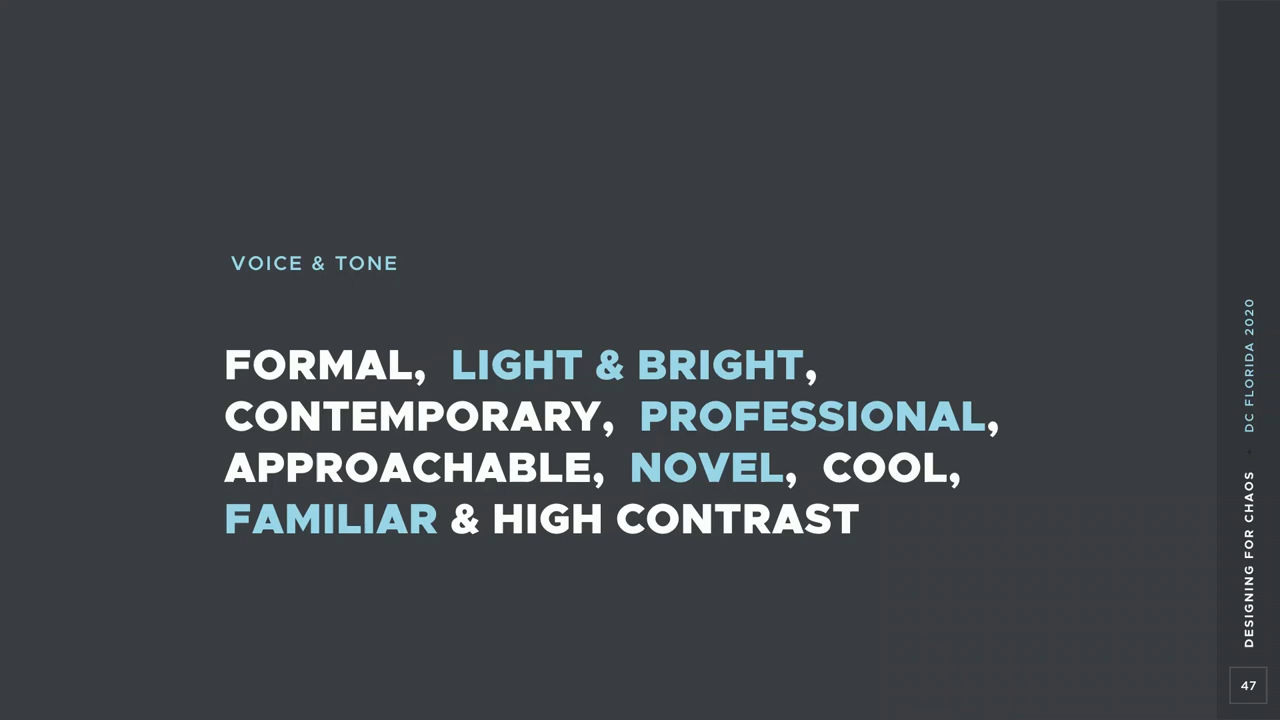 VOICE & TONE
FORMAL, LIGHT & BRIGHT,
CONTEMPORARY, PROFESSIONAL,
APPROACHABLE, NOVEL, COOL,
FAMILIAR & HIGH CONTRAST
DESIGNING FOR CHAOS · DC FLORIDA 2020
47